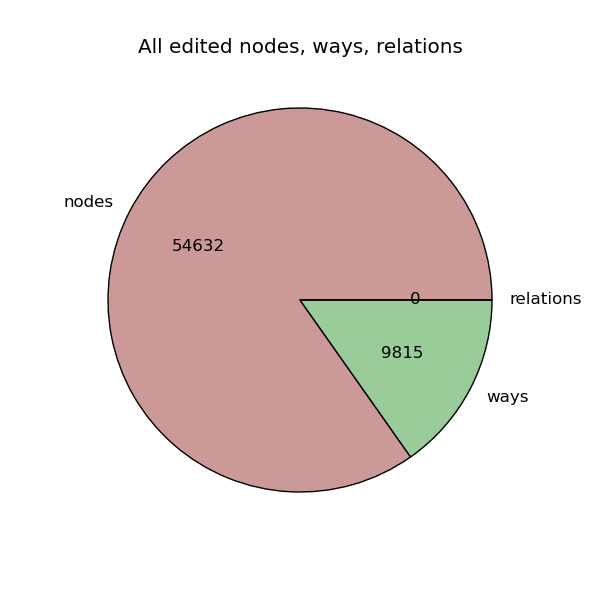 All edited nodes, ways, relations
nodes
54632
0
relations
9815
ways